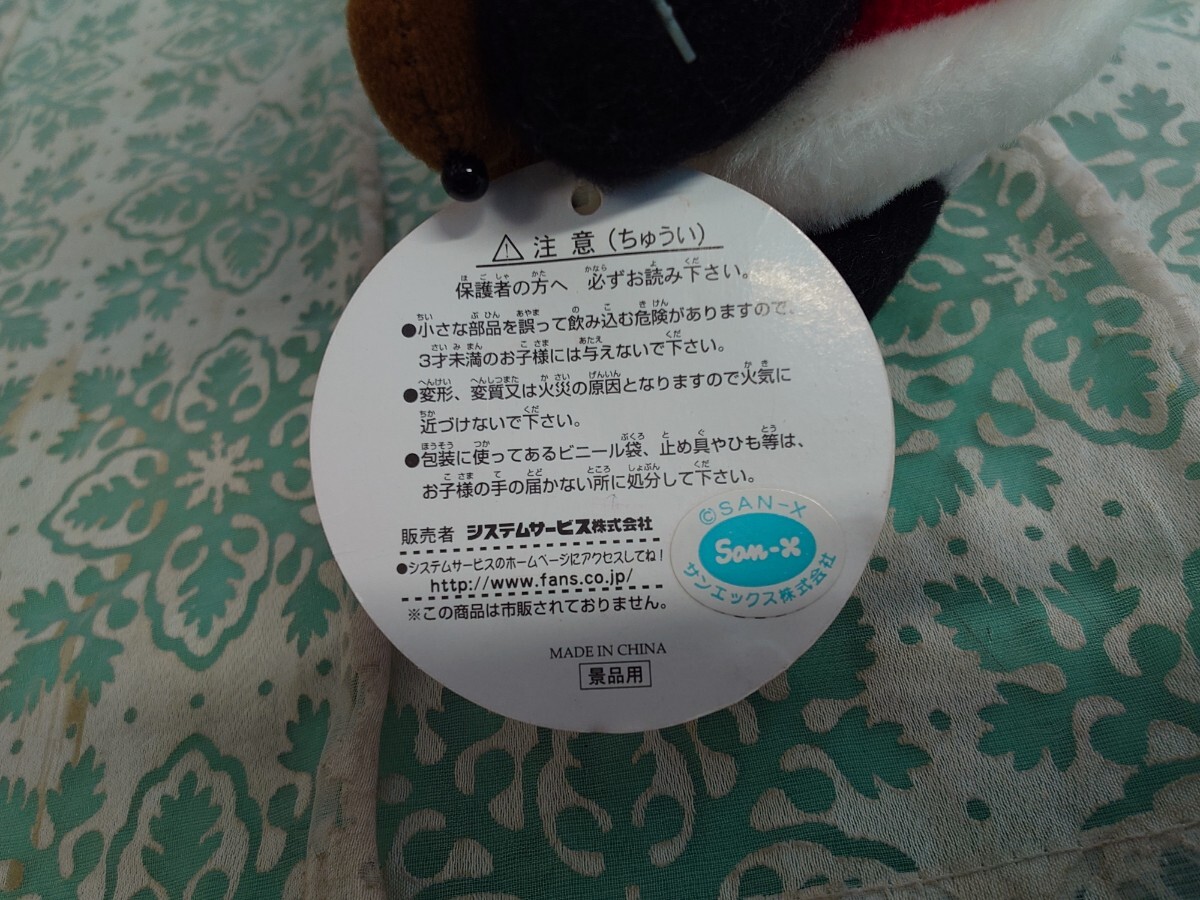 ⚠注意(ちゅうい)
保護者の方へ 必ずお読み下さい。
●小さな部品を誤って飲み込む危険がありますので、
3才未満のお子様には与えないで下さい。
●変形、変質又は火災の原因となりますので火気に
近づけないで下さい。
●包装に使ってあるビニール袋、止め具やひも等は、
お子様の手の届かない所に処分して下さい。
販売者 システムサービス株式会社
●システムサービスのホームページにアクセスしてね!
http://www.fans.co.jp/
※この商品は市販されておりません。
©SAN-X
San-x
サンエックス株式会社
MADE IN CHINA
景品用